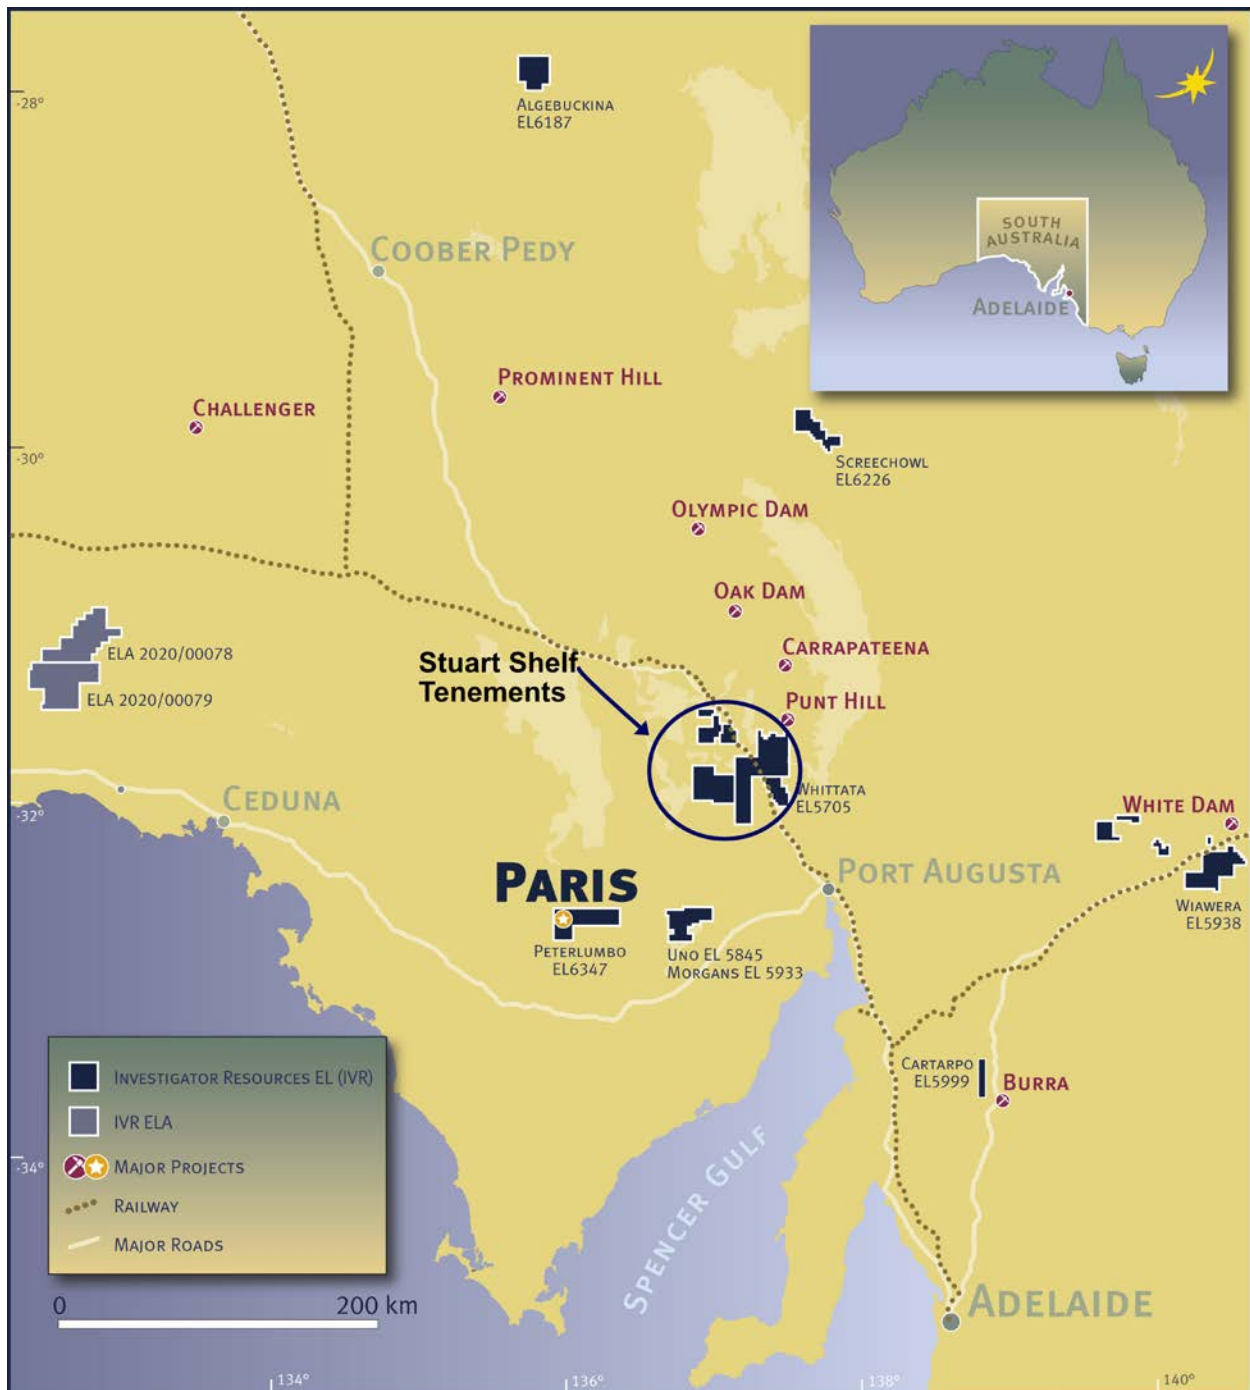 -28°
ALGEBUCKINA
EL6187
SOUTH
AUSTRALIA
ADELAIDE
COOBER PEDY
PROMINENT HILL
CHALLENGER
-30°
SCREECHOWL
EL6226
OLYMPIC DAM
OAK DAM
CARRAPATEENA
Stuart Shelf
Tenements
PUNT HILL
ELA 2020/00078
ELA 2020/00079
WHITTATA
EL5705
CEDUNA
-32°
WHITE DAM
PARIS
PORT AUGUSTA
PETERLUMBO
EL6347
UNO EL 5845
MORGANS EL 5933
WIAWERA
EL5938
CARTARPO
EL5999
BURRA
INVESTIGATOR RESOURCES EL (IVR)
IVR ELA
MAJOR PROJECTS
RAILWAY
MAJOR ROADS
-34°
SPENCER GULF
0 200 km
ADELAIDE
134° 136° 138° 140°